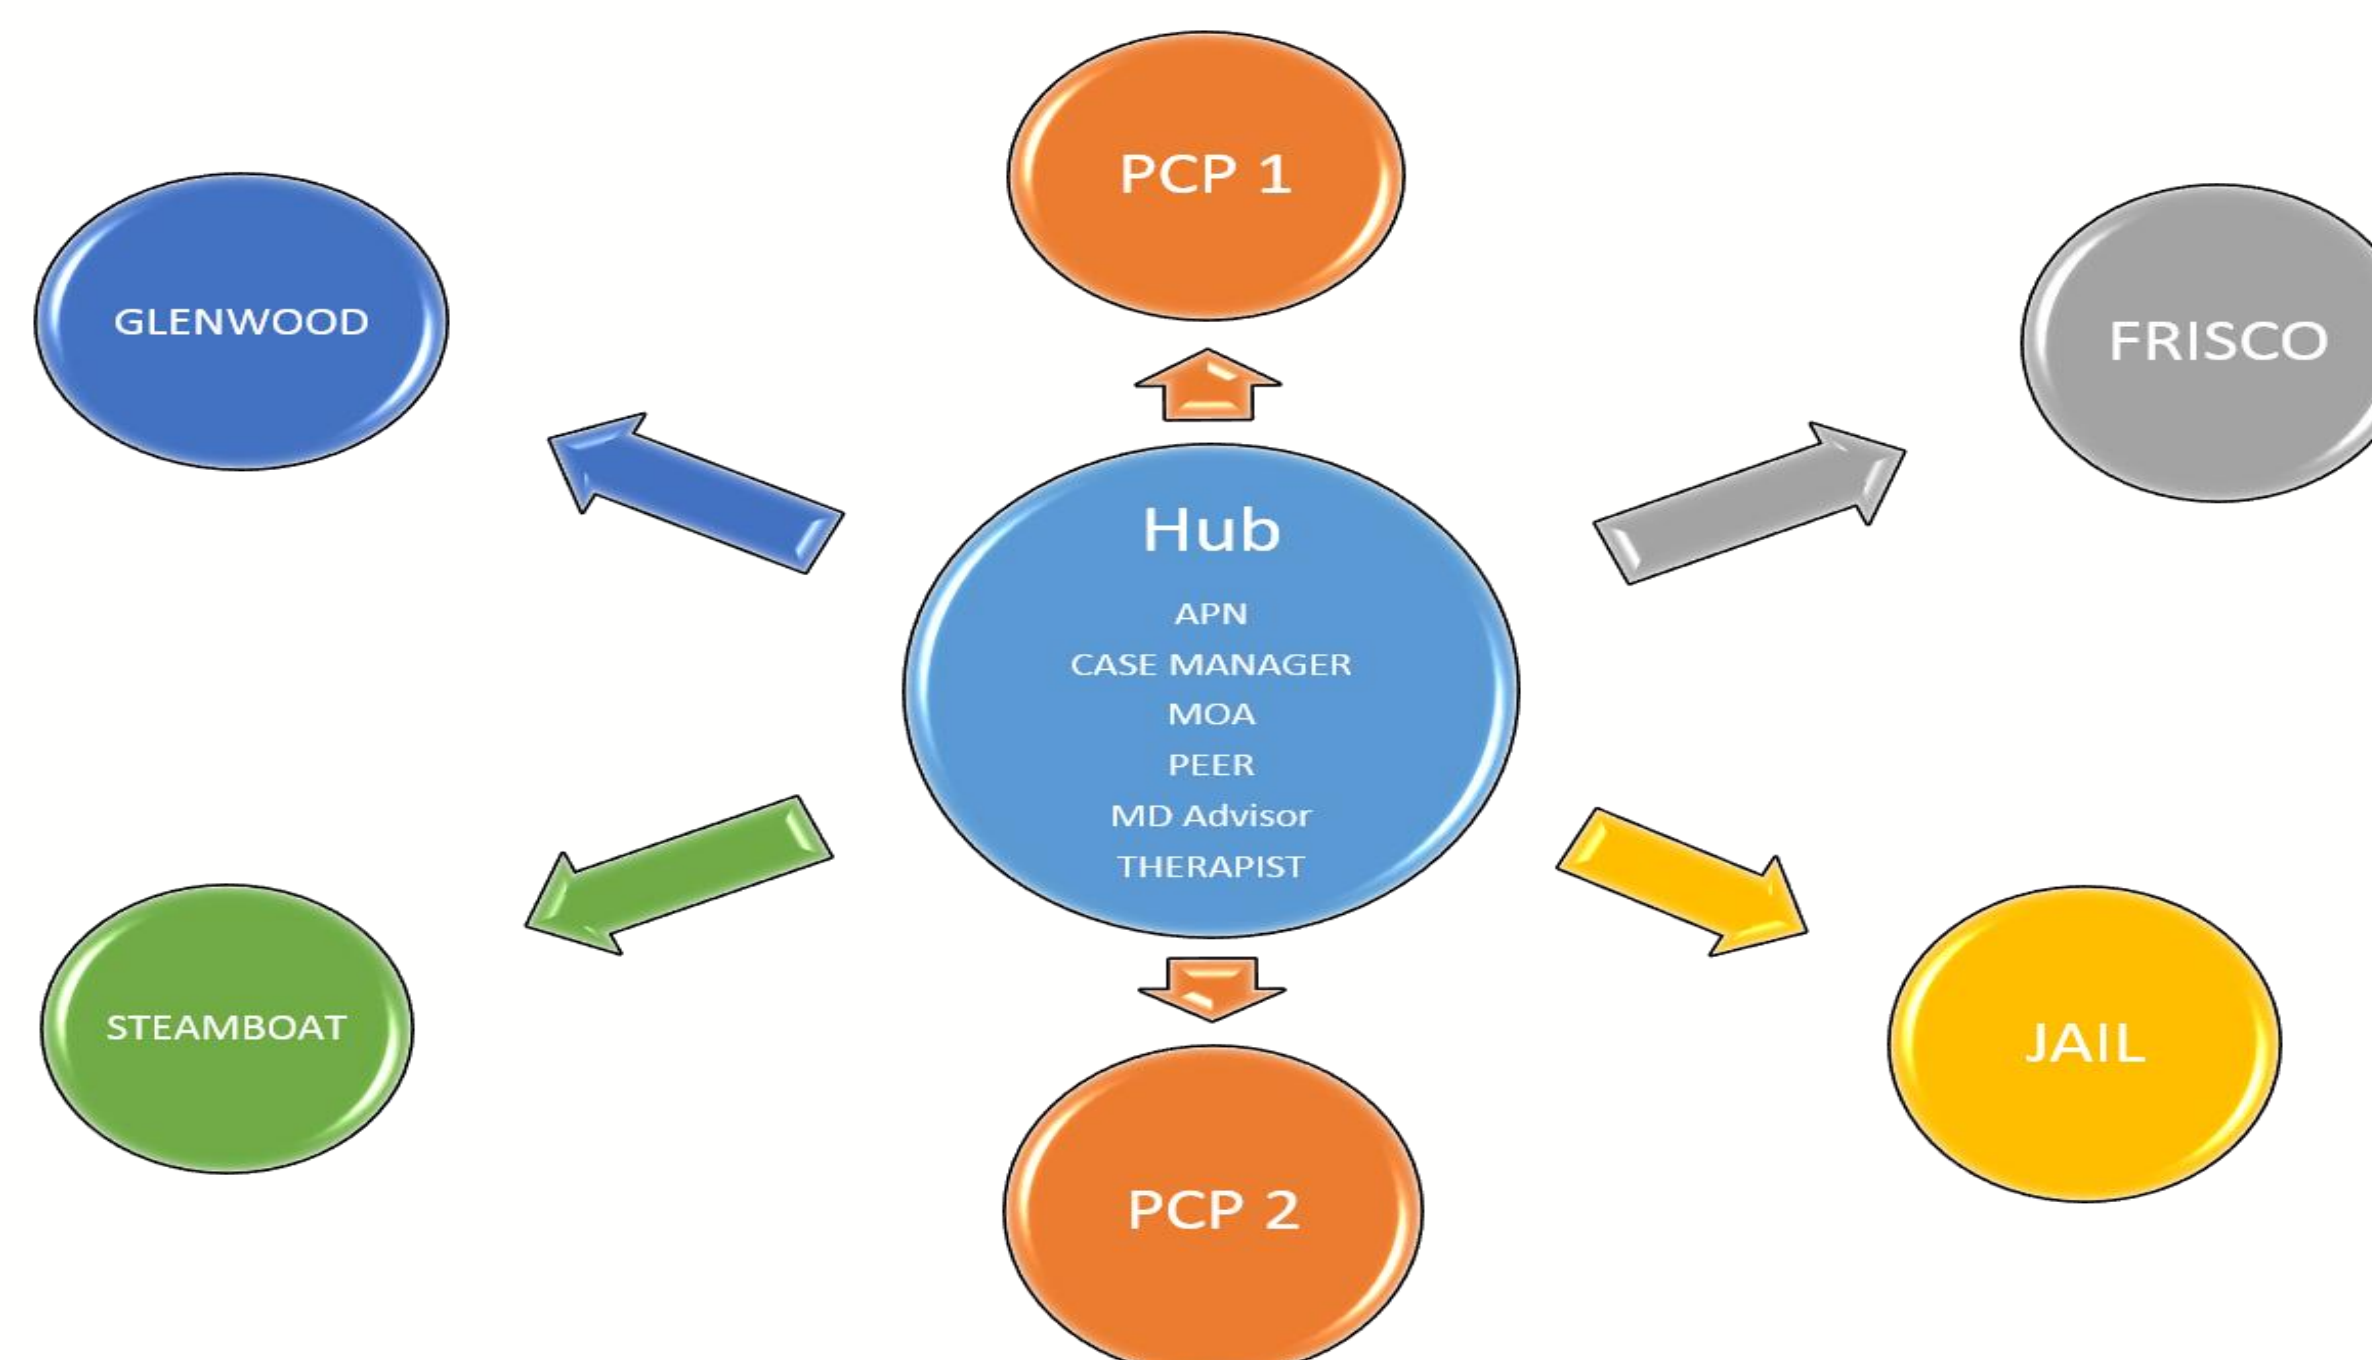 PCP 1
GLENWOOD
FRISCO
Hub
APN
CASE MANAGER
MOA
PEER
MD Advisor
THERAPIST
STEAMBOAT
JAIL
PCP 2